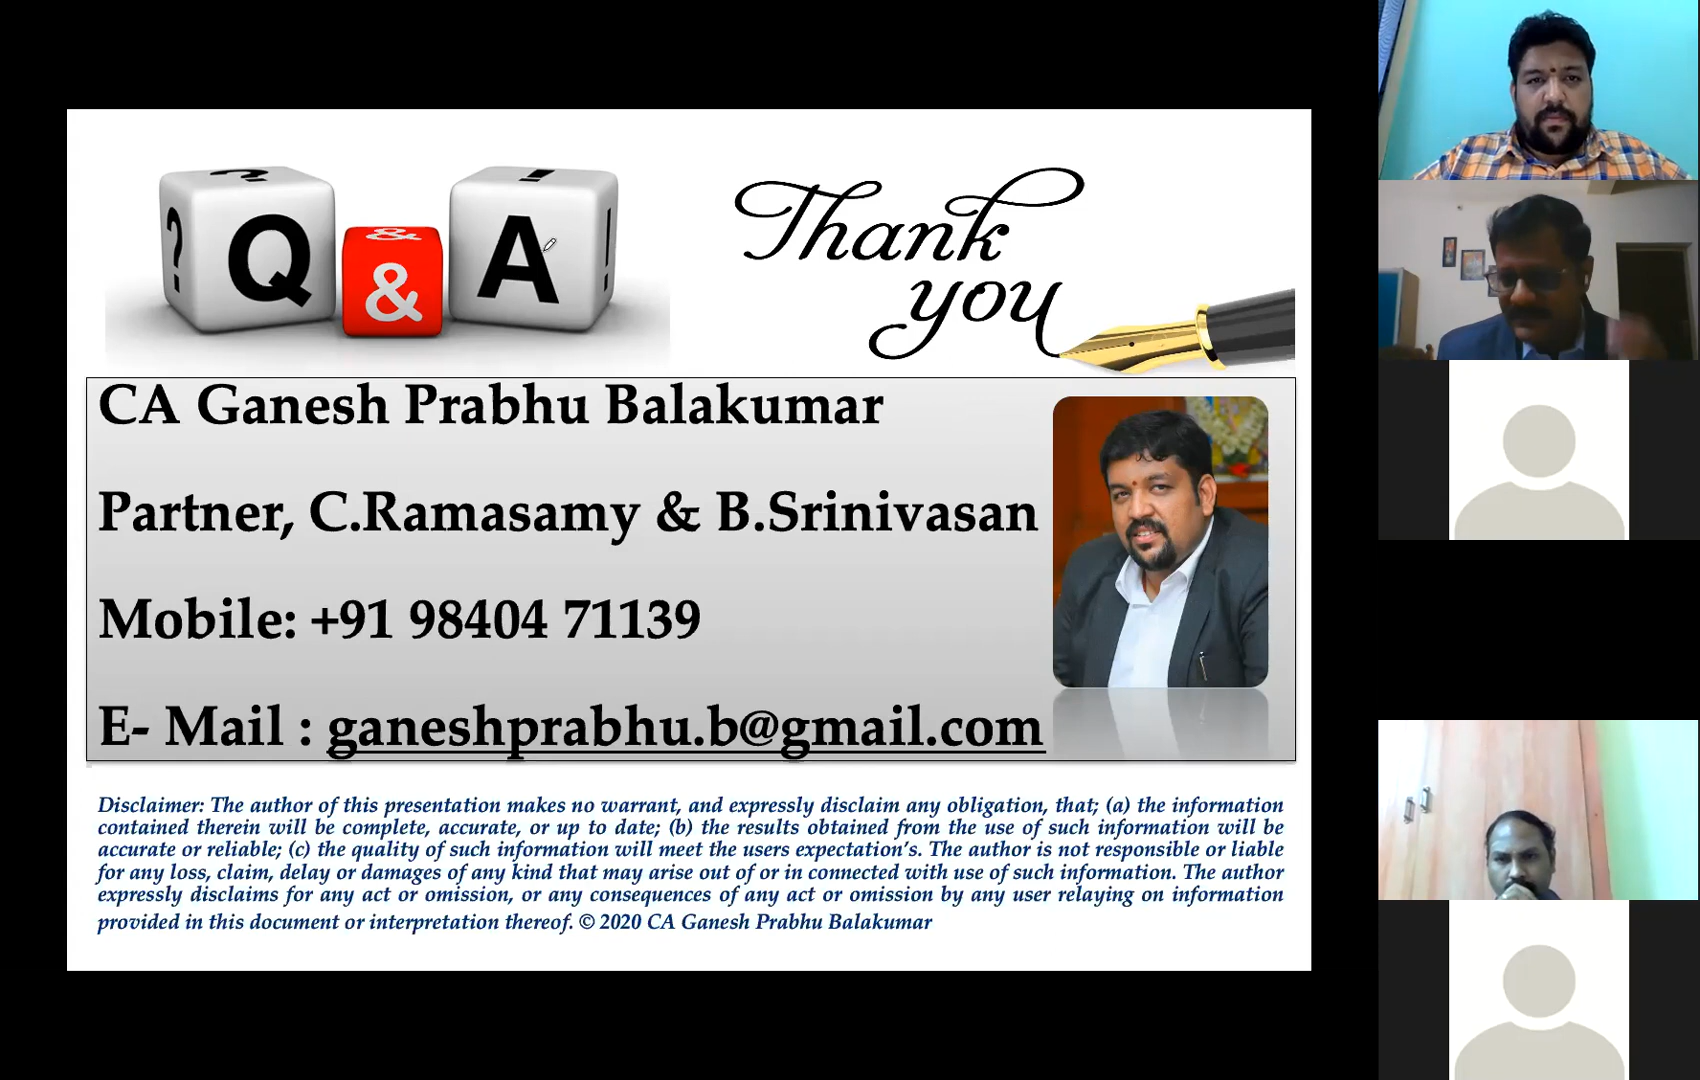 ? ? Q & & A ! !
Thank
you
CA Ganesh Prabhu Balakumar
Partner, C.Ramasamy & B.Srinivasan
Mobile: +91 98404 71139
E- Mail : ganeshprabhu.b@gmail.com
Disclaimer: The author of this presentation makes no warrant, and expressly disclaim any obligation, that; (a) the information
contained therein will be complete, accurate, or up to date; (b) the results obtained from the use of such information will be
accurate or reliable; (c) the quality of such information will meet the users expectation's. The author is not responsible or liable
for any loss, claim, delay or damages of any kind that may arise out of or in connected with use of such information. The author
expressly disclaims for any act or omission, or any consequences of any act or omission by any user relaying on information
provided in this document or interpretation thereof. © 2020 CA Ganesh Prabhu Balakumar